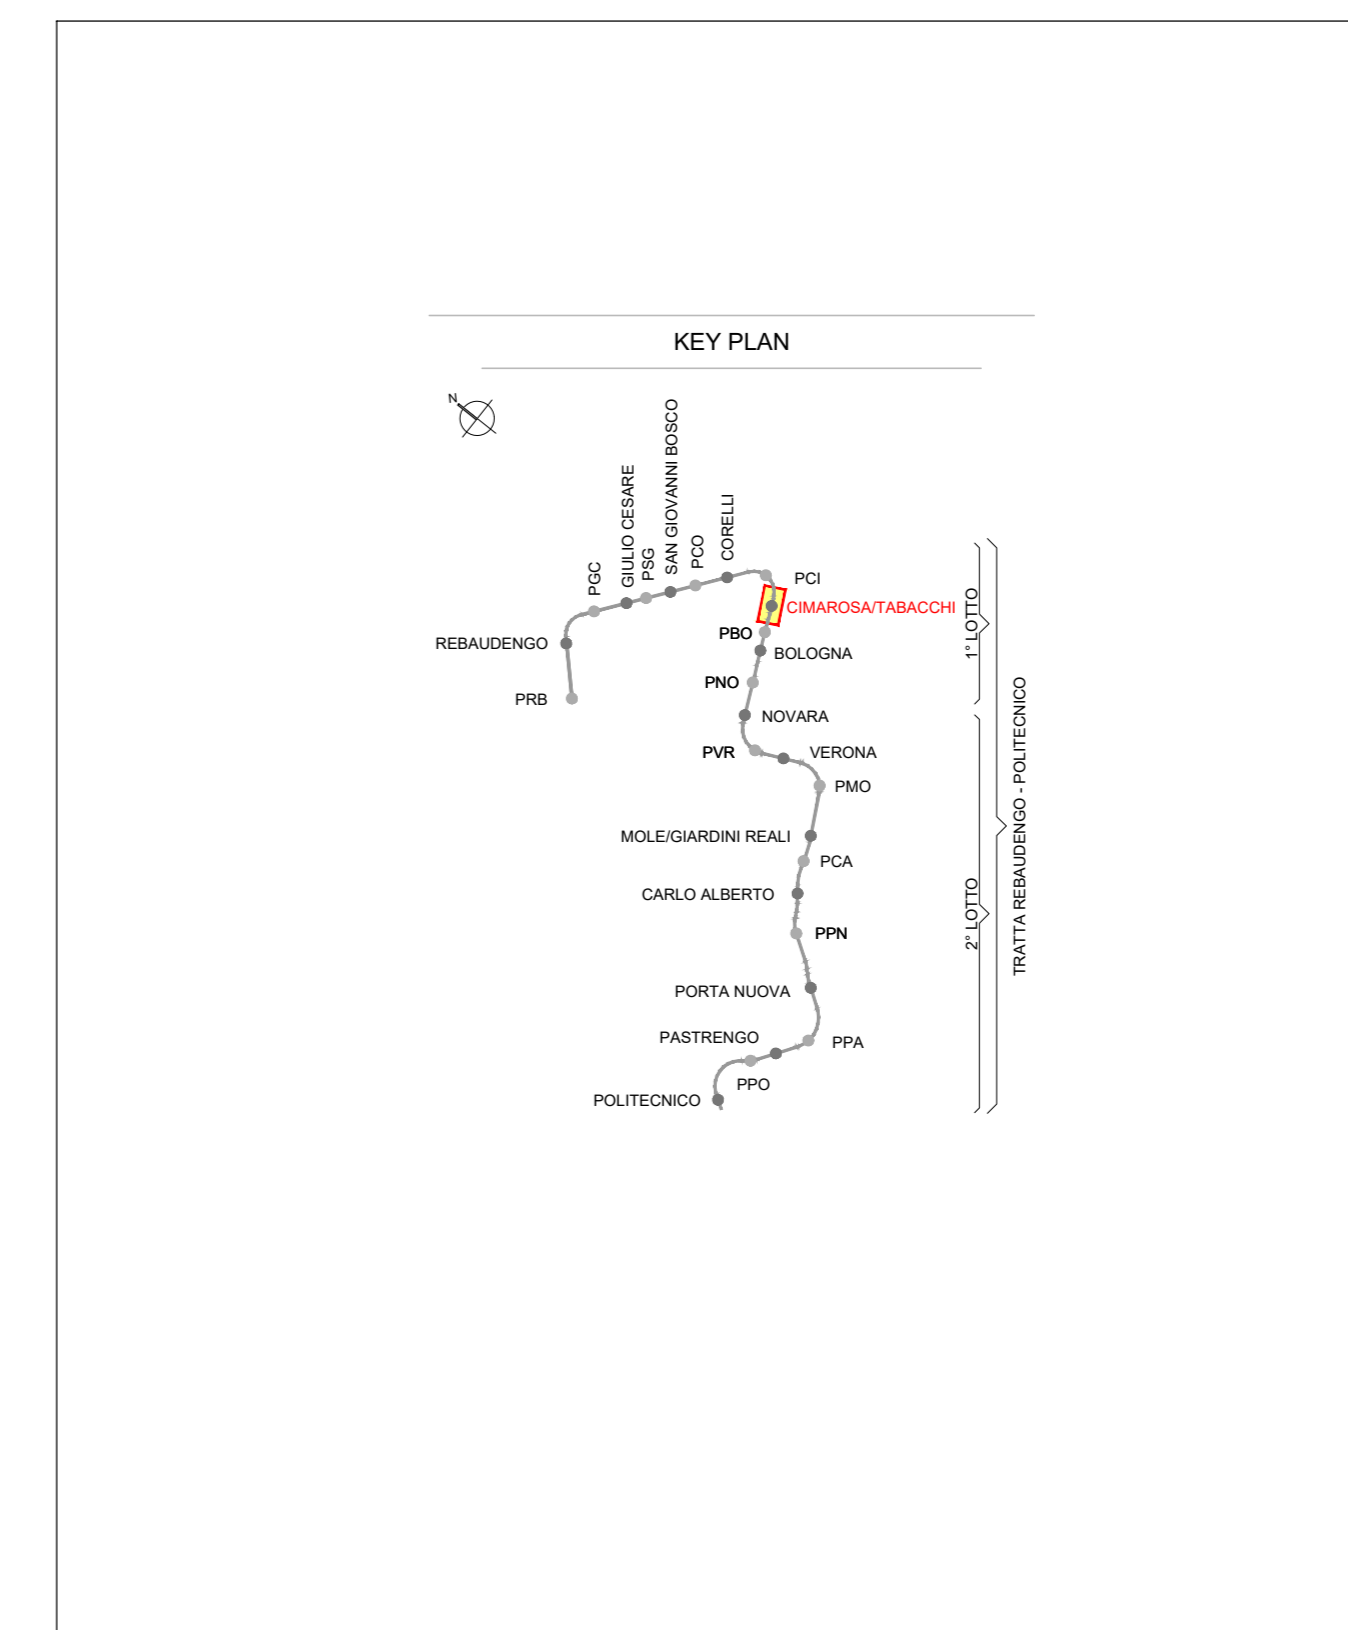 KEY PLAN
N
PGC
GIULIO CESARE
PSG
SAN GIOVANNI BOSCO
PCO
CORELLI
PCI
CIMAROSA/TABACCHI
REBAUDENGO
PRB
PBO
BOLOGNA
PNO
NOVARA
PVR
VERONA
PMO
MOLE/GIARDINI REALI
PCA
CARLO ALBERTO
PPN
PORTA NUOVA
PASTRENGO
PPA
PPO
POLITECNICO
1° LOTTO
2° LOTTO
TRATTA REBAUDENGO - POLITECNICO